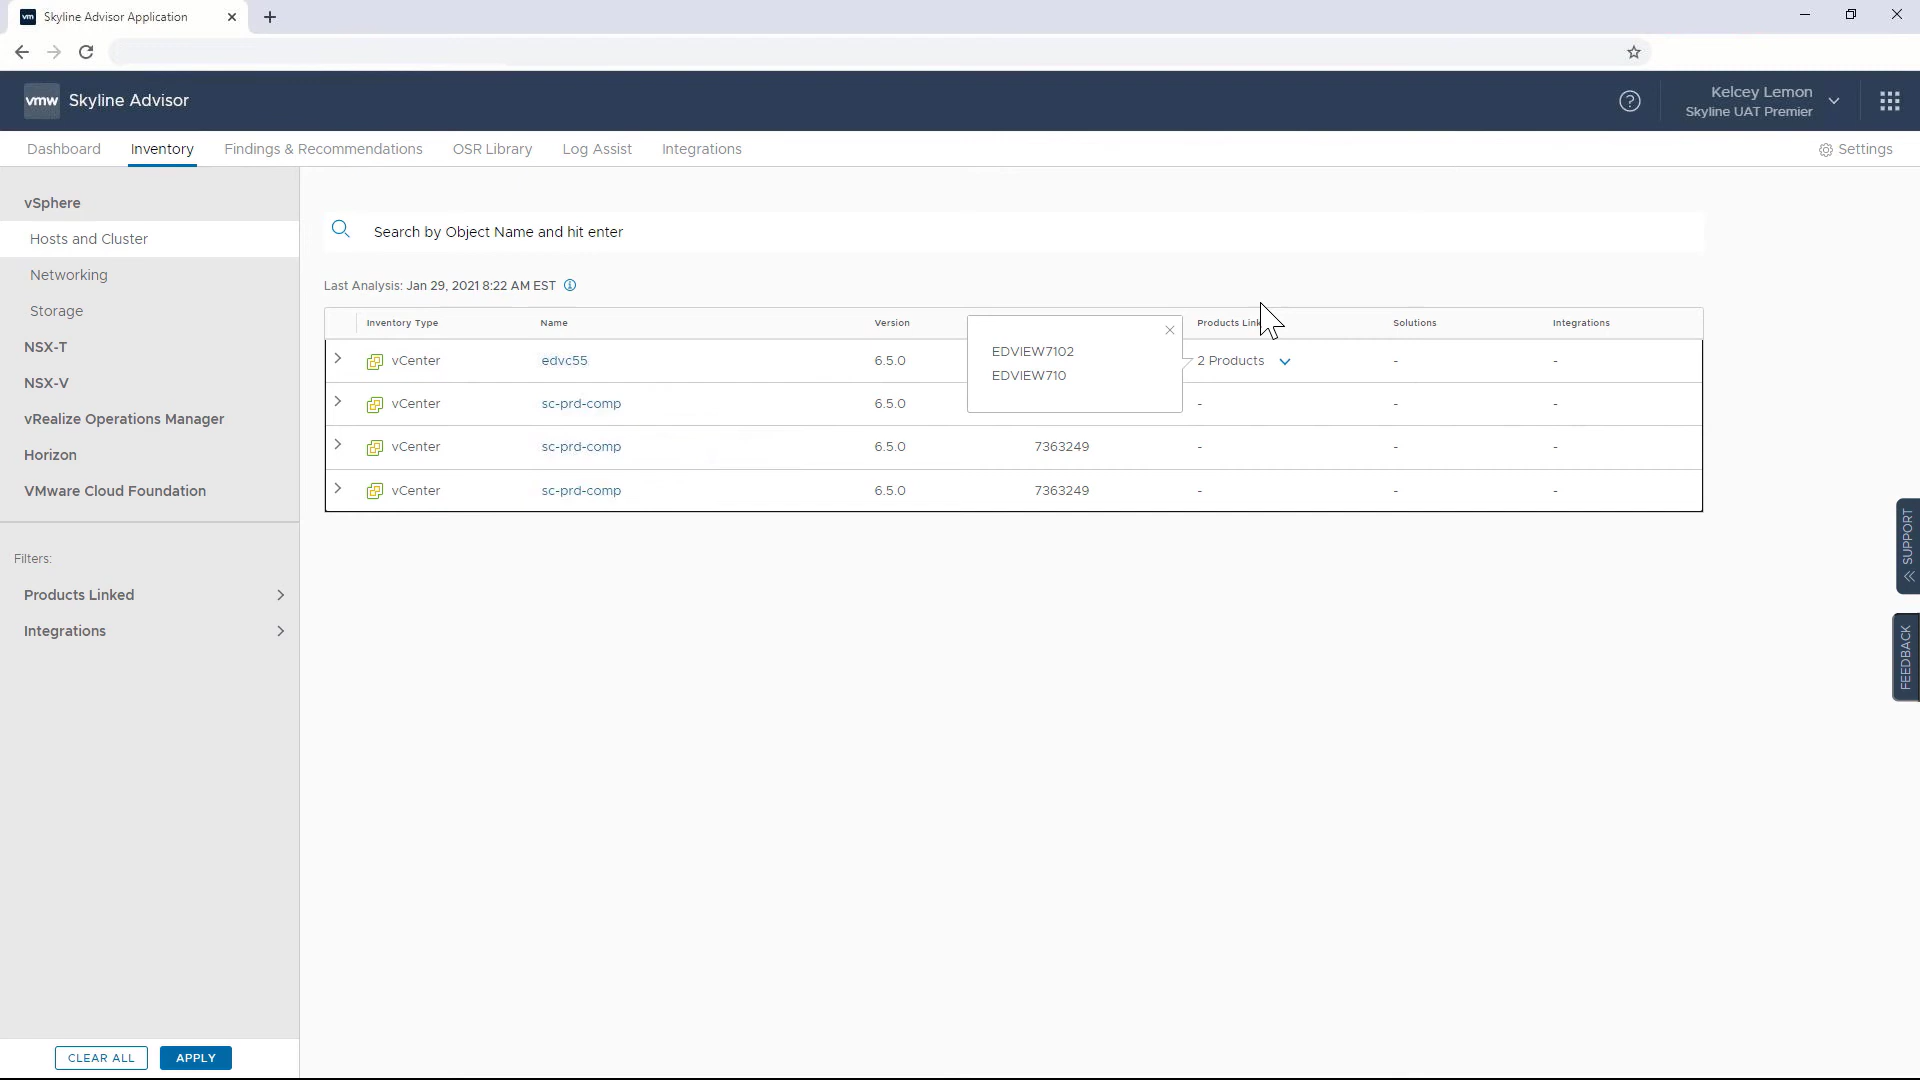 vm Skyline Advisor Application
vmw Skyline Advisor
Kelcey Lemon
Skyline UAT Premier
Dashboard Inventory Findings & Recommendations OSR Library Log Assist Integrations Settings
vSphere
Hosts and Cluster
Networking
Storage
NSX-T
NSX-V
vRealize Operations Manager
Horizon
VMware Cloud Foundation
Filters:
Products Linked
Integrations
CLEAR ALL APPLY
Search by Object Name and hit enter
Last Analysis: Jan 29, 2021 8:22 AM EST
Inventory Type Name Version Products Solutions Integrations
vCenter edvc55 6.5.0 2 Products - -
vCenter sc-prd-comp 6.5.0 - - -
vCenter sc-prd-comp 6.5.0 7363249 - - -
vCenter sc-prd-comp 6.5.0 7363249 - - -
EDVIEW7102
EDVIEW710
SUPPORT
FEEDBACK